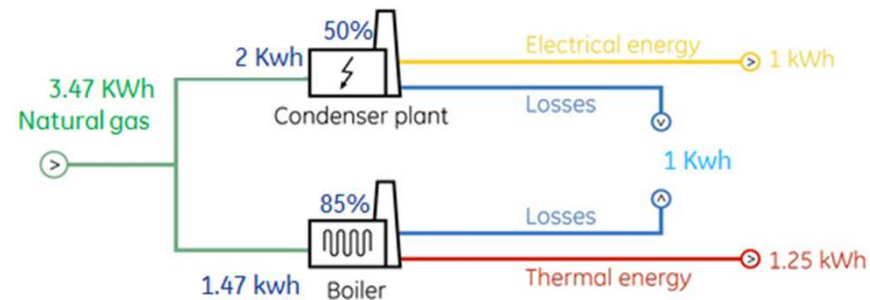 50%
2 Kwh
Electrical energy
1 kWh
3.47 KWh
Natural gas
Condenser plant
Losses
1 Kwh
85%
Losses
1.25 kWh
1.47 kwh
Boiler
Thermal energy